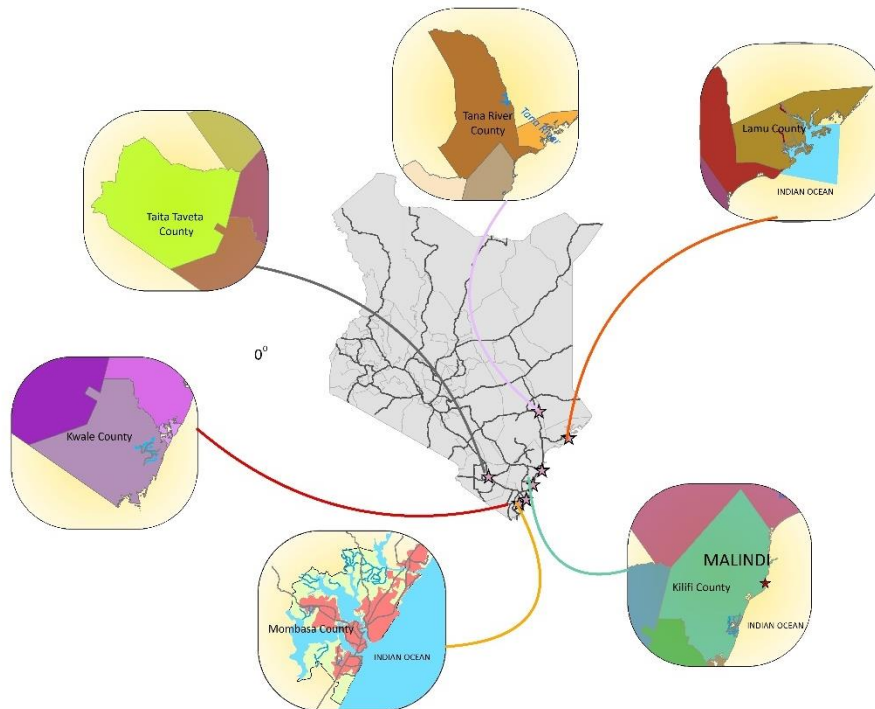 Tana River
County
Tana River
Lamu County
INDIAN OCEAN
Taita Taveta
County
0°
Kwale County
MALINDI
Kilifi County
INDIAN OCEAN
Mombasa County
INDIAN OCEAN